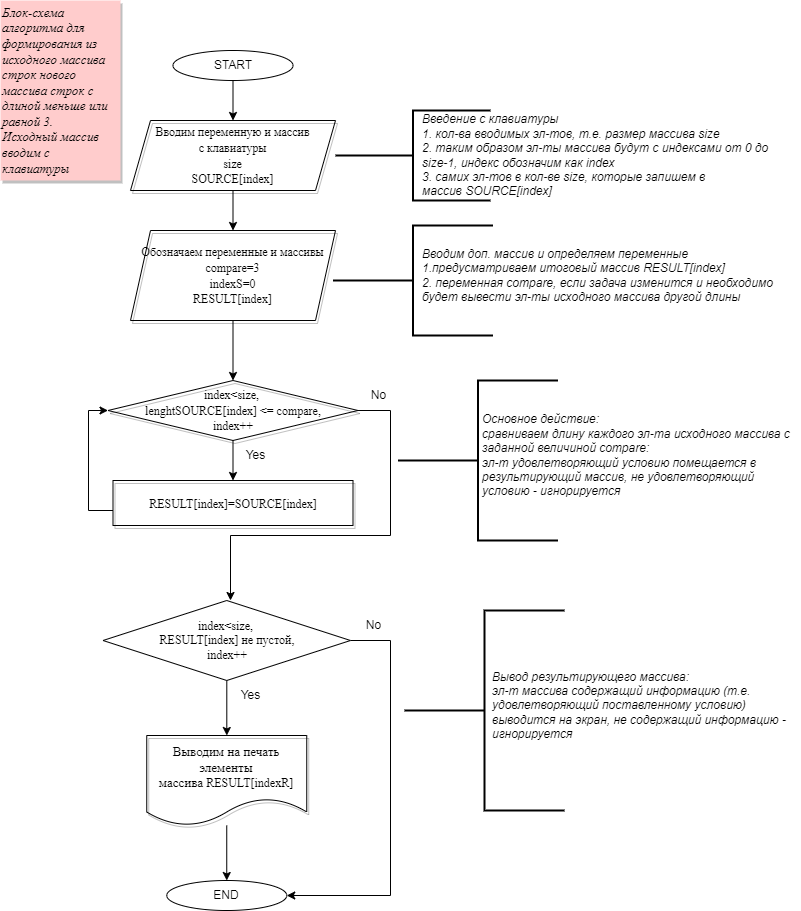 Блок-схема
алгоритма для
формирования из
исходного массива
строк нового
массива строк с
длиной меньше или
равной 3.
Исходный массив
вводим с
клавиатуры
START
Вводим переменную и массив
с клавиатуры
size
SOURCE[index]
Введение с клавиатуры
1. кол-ва вводимых эл-тов, т.е. размер массива size
2. таким образом эл-ты массива будут с индексами от 0 до
size-1, индекс обозначим как index
3. самих эл-тов в кол-ве size, которые запишем в
массив SOURCE[index]
Обозначаем переменные и массивы
compare=3
indexS=0
RESULT[index]
Вводим доп. массив и определяем переменные
1.предусматриваем итоговый массив RESULT[index]
2. переменная compare, если задача изменится и необходимо
будет вывести эл-ты исходного массива другой длины
index<size,
lenghtSOURCE[index] <= compare,
index++
No
Yes
RESULT[index]=SOURCE[index]
Основное действие:
сравниваем длину каждого эл-та исходного массива с
заданной величиной compare:
эл-т удовлетворяющий условию помещается в
результирующий массив, не удовлетворяющий
условию - игнорируется
index<size,
RESULT[index] не пустой,
index++
No
Yes
Вывод результирующего массива:
эл-т массива содержащий информацию (т.е.
удовлетворяющий поставленному условию)
выводится на экран, не содержащий информацию -
игнорируется
Выводим на печать
элементы
массива RESULT[indexR]
END